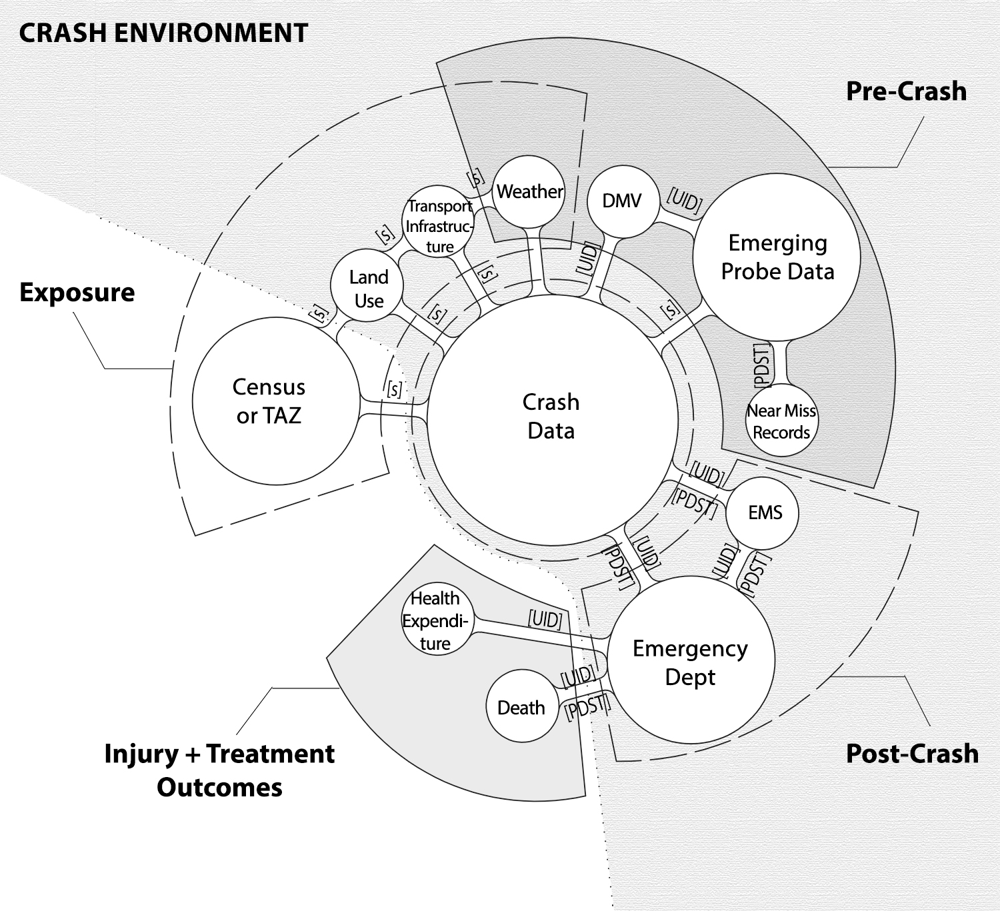 CRASH ENVIRONMENT
Pre-Crash
[s]
Weather
DMV
[UID]
Transport
Infrastruc-
ture
[s]
[UID]
Emerging
Probe Data
Land
Use
[s]
[s]
[s]
[s]
Exposure
Census
or TAZ
[s]
Crash
Data
[PDST]
Near Miss
Records
[UID]
[PDST]
EMS
[UID]
[PDST]
[UID]
[PDST]
Health
Expendi-
ture
[UID]
Emergency
Dept
[UID]
[PDST]
Death
Injury + Treatment
Outcomes
Post-Crash